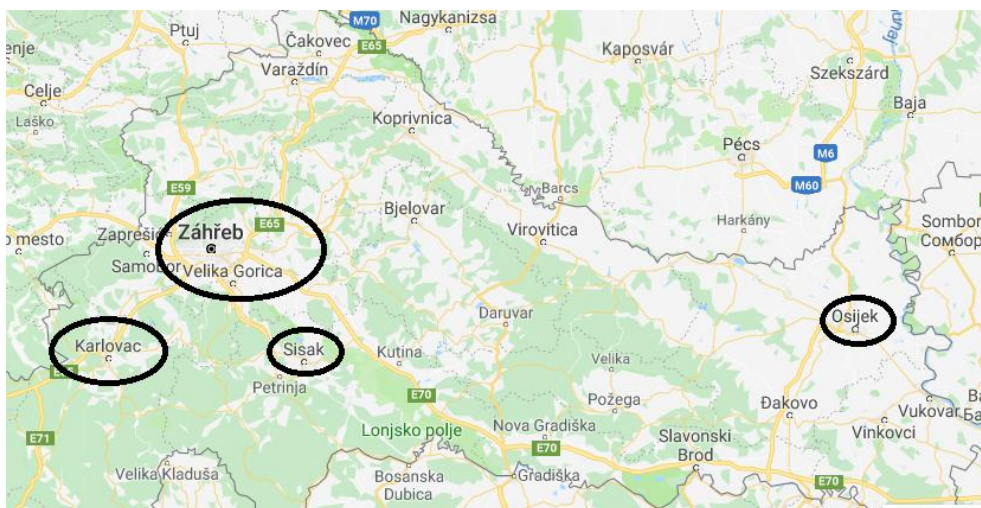 M70
Nagykanizsa
Ptuj
Čakovec
E65
Kaposvár
Varaždín
Szekszárd
Celje
Baja
Laško
Koprivnica
M6
Pécs
M60
E59
Barcs
Bjelovar
Harkány
E65
Záhřeb
Virovitica
Sombor
Сомбор
o mesto
Zaprešić
Samobor
Velika Gorica
Daruvar
Osijek
Karlovac
Sisak
Kutina
Velika
Petrinja
E70
Požega
Đakovo
Vukovar
E71
Lonjsko polje
Nova Gradiška
Slavonski
Brod
Vinkovci
E70
Velika Kladuša
Bosanska
Dubica
Gradiška
E70